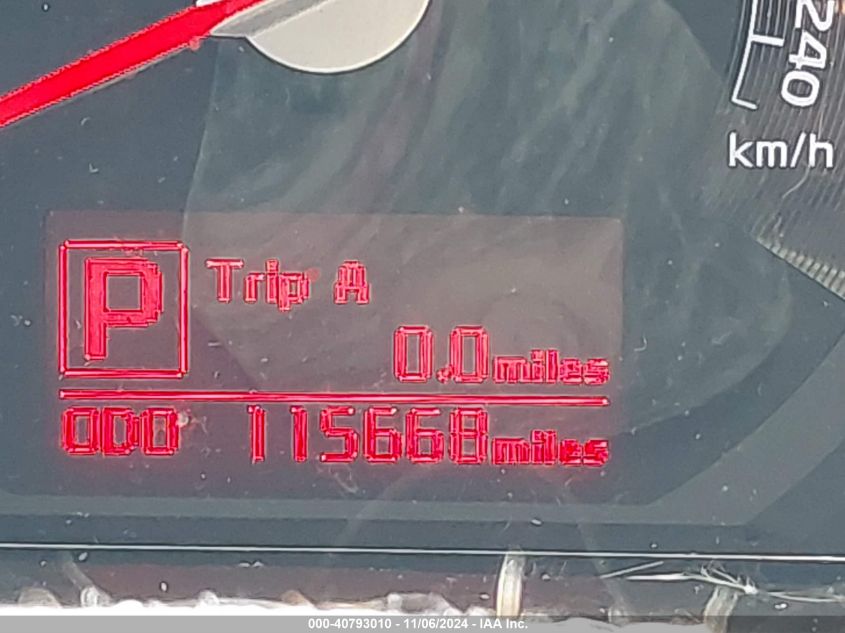 240
km/h
P
Trip A
0.0 miles
ODO 115668 miles
000-40793010 - 11/06/2024 - IAA Inc.